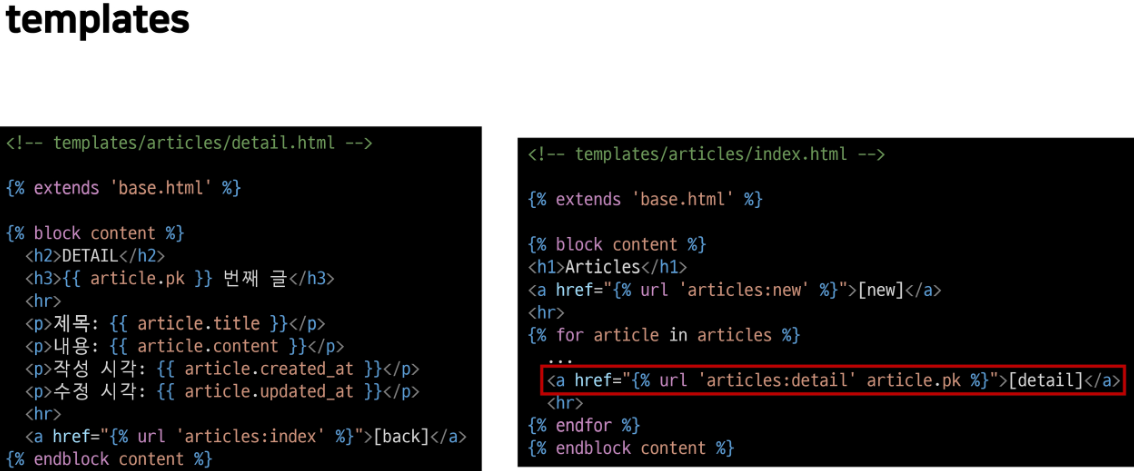 templates
<!-- templates/articles/detail.html -->
{% extends 'base.html' %}
{% block content %}
<h2>DETAIL</h2>
<h3>{{ article.pk }} 번째 글</h3>
<hr>
<p>제목: {{ article.title }}</p>
<p>내용: {{ article.content }}</p>
<p>작성 시각: {{ article.created_at }}</p>
<p>수정 시각: {{ article.updated_at }}</p>
<hr>
<a href="{% url 'articles:index' %}">[back]</a>
{% endblock content %}
<!-- templates/articles/index.html -->
{% extends 'base.html' %}
{% block content %}
<h1>Articles</h1>
<a href="{% url 'articles:new' %}">[new]</a>
<hr>
{% for article in articles %}
...
<a href="{% url 'articles:detail' article.pk %}">[detail]</a>
<hr>
{% endfor %}
{% endblock content %}